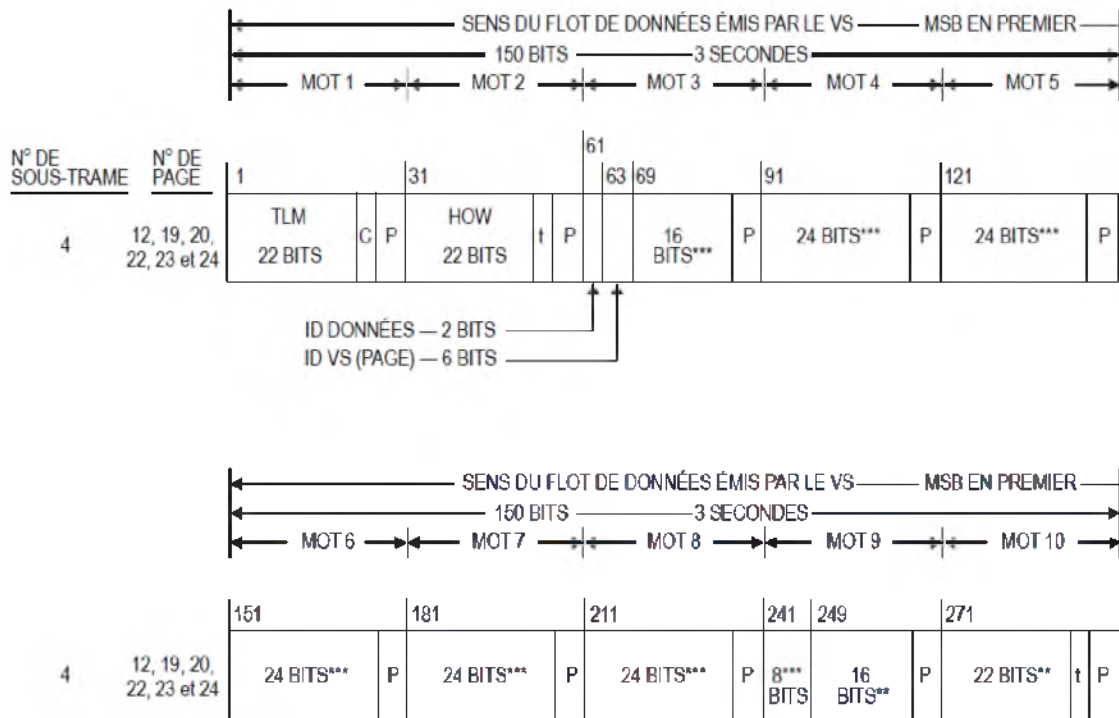 SENS DU FLOT DE DONNÉES ÉMIS PAR LE VS MSB EN PREMIER
150 BITS 3 SECONDES
MOT 1 MOT 2 MOT 3 MOT 4 MOT 5
N° DE SOUS-TRAME N° DE PAGE
1 31 61 63 69 91 121
4
12, 19, 20,
22, 23 et 24
TLM
22 BITS
C P
HOW
22 BITS
t P
16
BITS***
P 24 BITS*** P 24 BITS*** P
ID DONNÉES — 2 BITS
ID VS (PAGE) — 6 BITS
SENS DU FLOT DE DONNÉES ÉMIS PAR LE VS MSB EN PREMIER
150 BITS 3 SECONDES
MOT 6 MOT 7 MOT 8 MOT 9 MOT 10
151 181 211 241 249 271
4
12, 19, 20,
22, 23 et 24
24 BITS*** P 24 BITS*** P 24 BITS*** P
8***
BITS
16
BITS**
P 22 BITS** t P